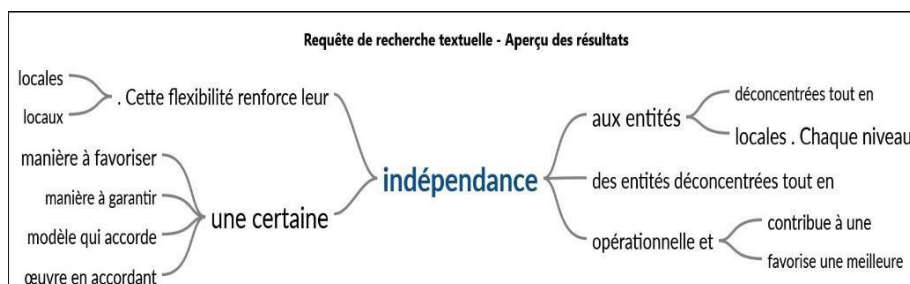 Requête de recherche textuelle - Aperçu des résultats
locales
locaux
. Cette flexibilité renforce leur
manière à favoriser
manière à garantir
modèle qui accorde
œuvre en accordant
une certaine
indépendance
aux entités
déconcentrées tout en
locales . Chaque niveau
des entités déconcentrées tout en
opérationnelle et
contribue à une
favorise une meilleure